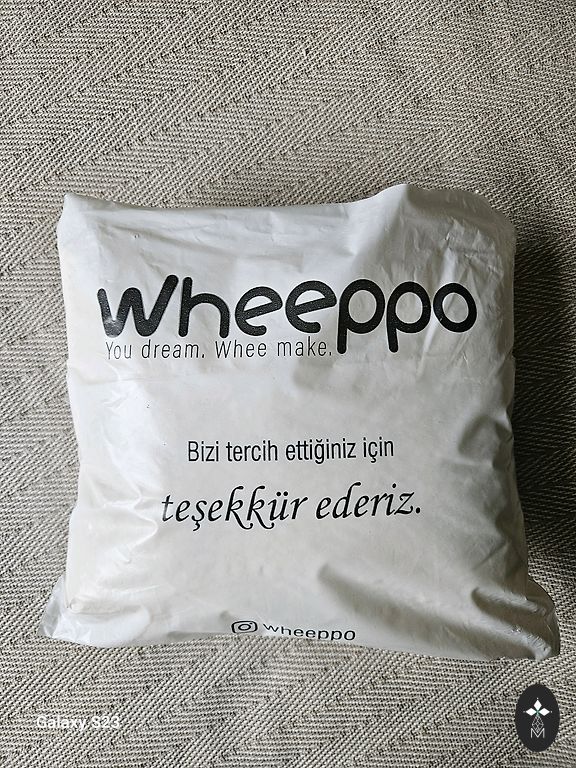 wheeppo
You dream. Whee make.
Bizi tercih ettiğiniz için
teşekkür ederiz.
wheeppo
Galaxy S23
M